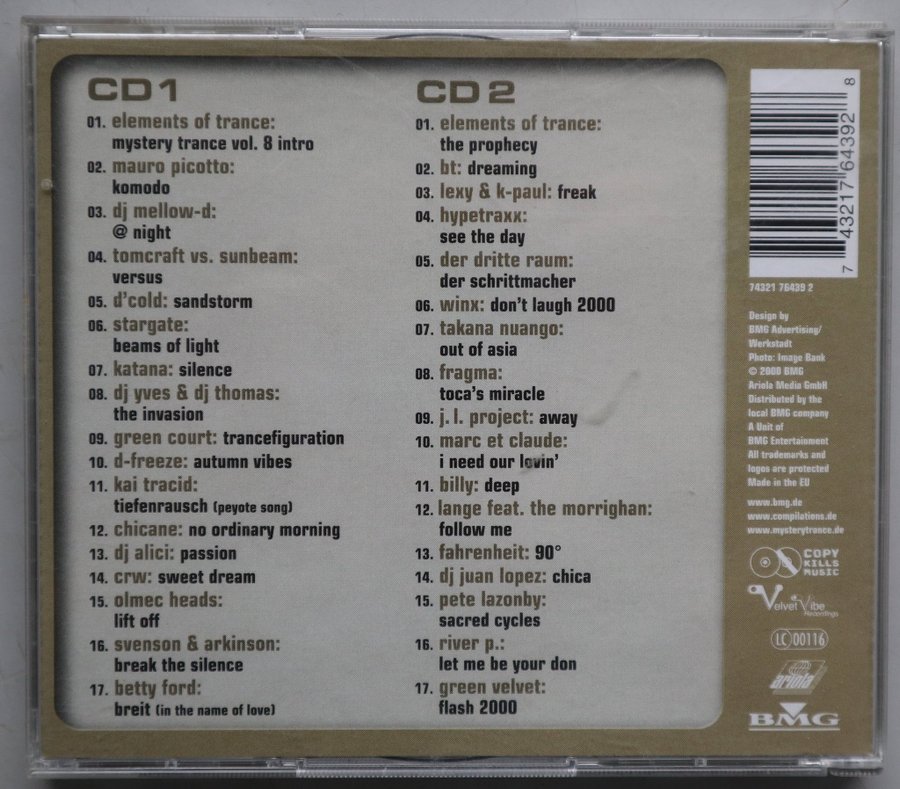 CD 1
01. elements of trance:
mystery trance vol. 8 intro
02. mauro picotto:
komodo
03. dj mellow-d:
@ night
04. tomcraft vs. sunbeam:
versus
05. d'cold: sandstorm
06. stargate:
beams of light
07. katana: silence
08. dj yves & dj thomas:
the invasion
09. green court: trancefiguration
10. d-freeze: autumn vibes
11. kai tracid:
tiefenrausch (peyote song)
12. chicane: no ordinary morning
13. dj alici: passion
14. crw: sweet dream
15. olmec heads:
lift off
16. svenson & arkinson:
break the silence
17. betty ford:
breit (in the name of love)
CD 2
01. elements of trance:
the prophecy
02. bt: dreaming
03. lexy & k-paul: freak
04. hypetraxx:
see the day
05. der dritte raum:
der schrittmacher
06. winx: don't laugh 2000
07. takana nuango:
out of asia
08. fragma:
toca's miracle
09. j. l. project: away
10. marc et claude:
i need our lovin'
11. billy: deep
12. lange feat. the morrighan:
follow me
13. fahrenheit: 90°
14. dj juan lopez: chica
15. pete lazonby:
sacred cycles
16. river p.:
let me be your don
17. green velvet:
flash 2000
7 43217 64392 8
74321 76439 2
Design by
BMG Advertising/
Werkstadt
Photo: Image Bank
© 2000 BMG
Ariola Media GmbH
Distributed by the
local BMG company
A Unit of
BMG Entertainment
All trademarks and
logos are protected
Made in the EU
www.bmg.de
www.compilations.de
www.mysterytrance.de
COPY
KILLS
MUSIC
Velvet Vibe
Recordings
LC 00116
ariola
BMG